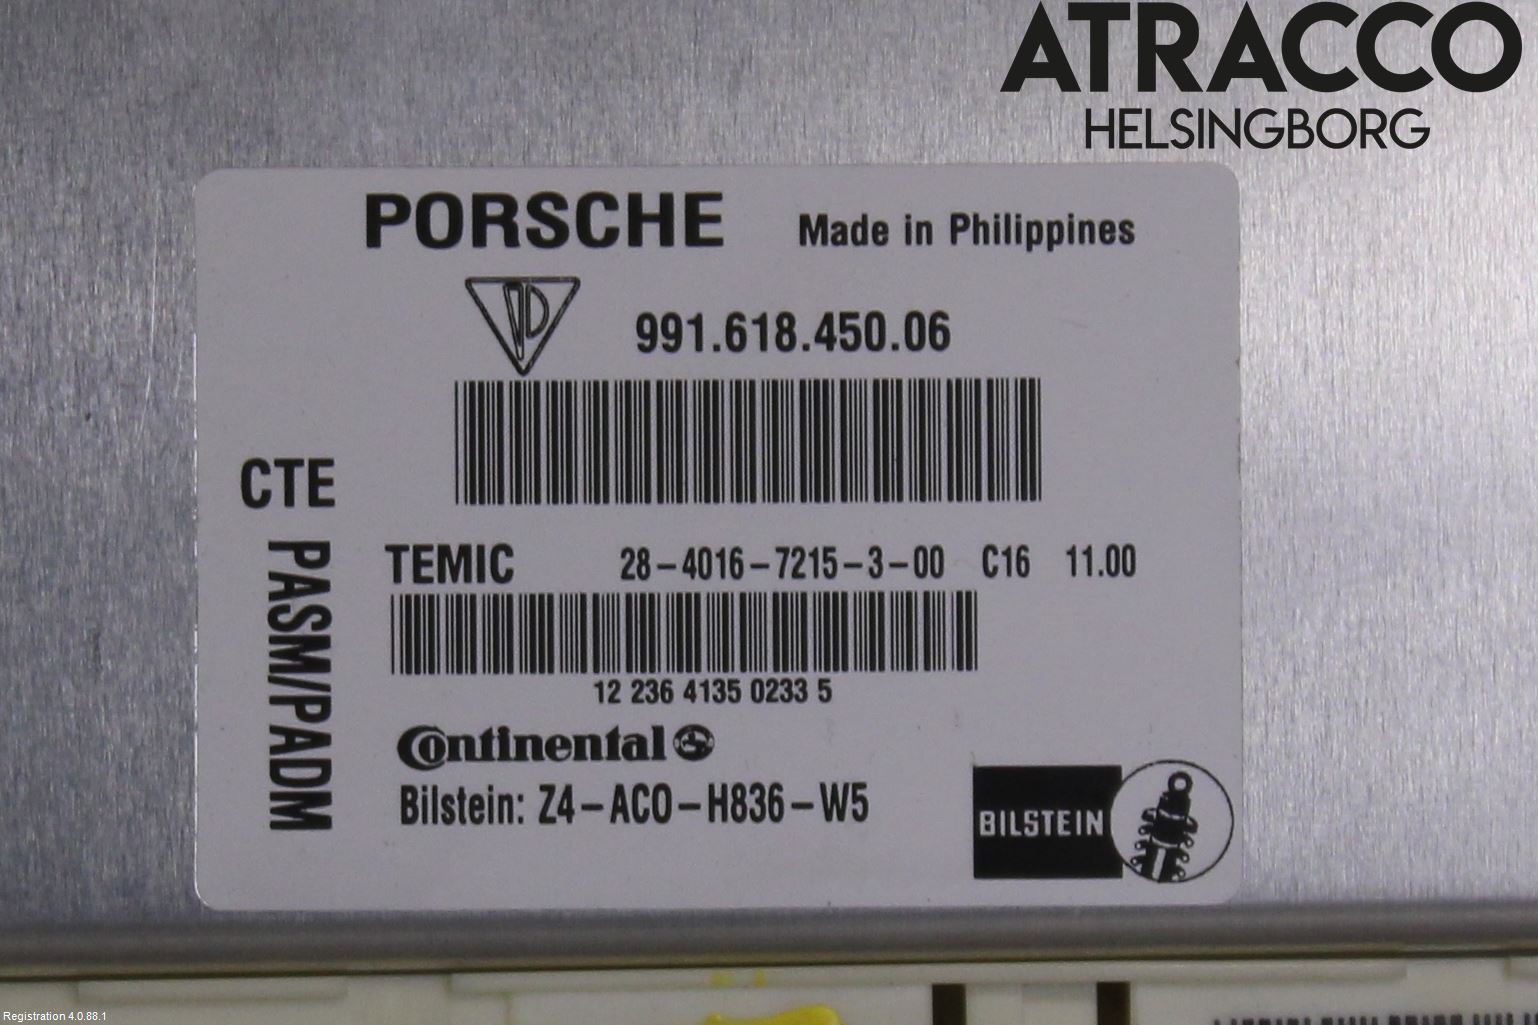 ATRACCO
HELSINGBORG
PORSCHE Made in Philippines
991.618.450.06
CTE
PASM/PADM
TEMIC 28-4016-7215-3-00 C16 11.00
12 236 4135 0233 5
Continental
Bilstein: Z4-AC0-H836-W5
BILSTEIN
Registration 4.0.88.1